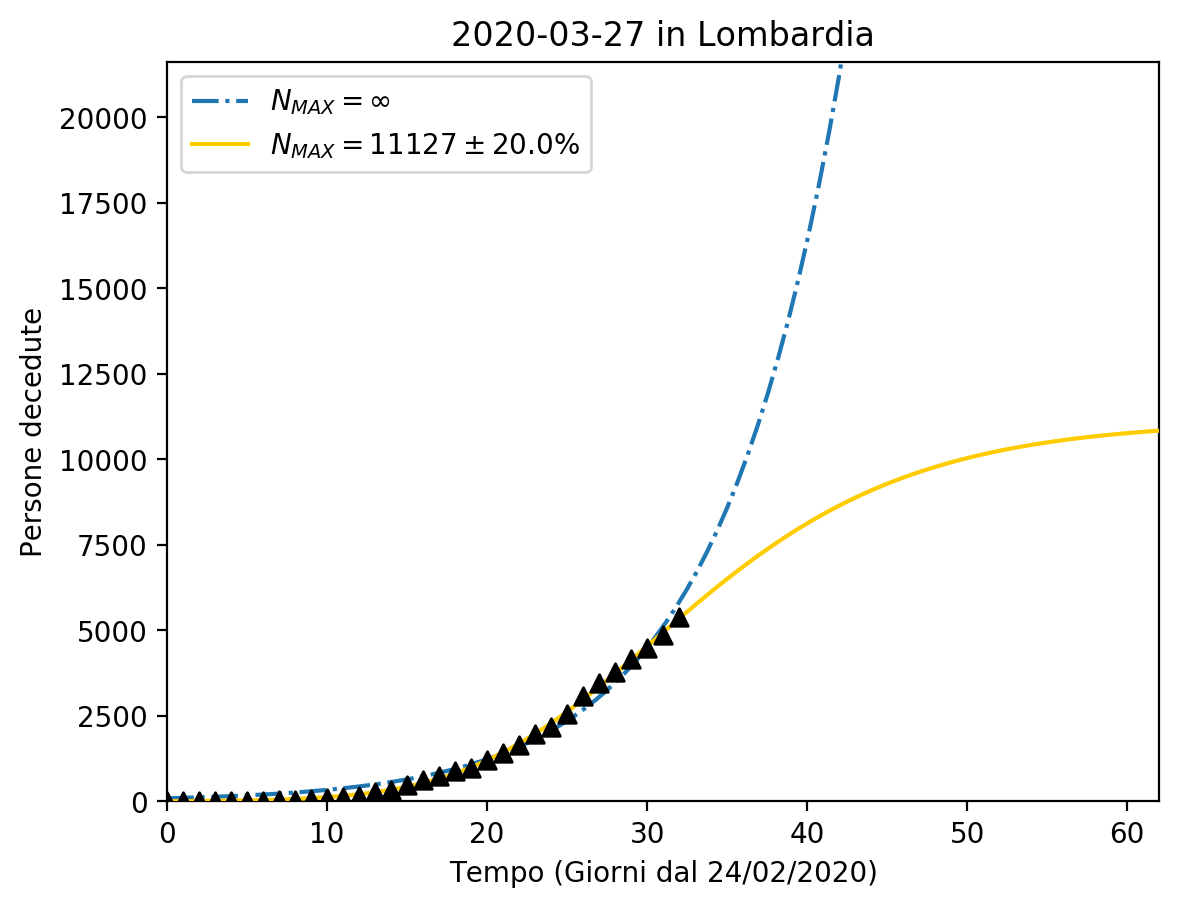 2020-03-27 in Lombardia
N_MAX = ∞
N_MAX = 11127 ± 20.0%
20000
17500
15000
12500
10000
7500
5000
2500
0
Persone decedute
0 10 20 30 40 50 60
Tempo (Giorni dal 24/02/2020)